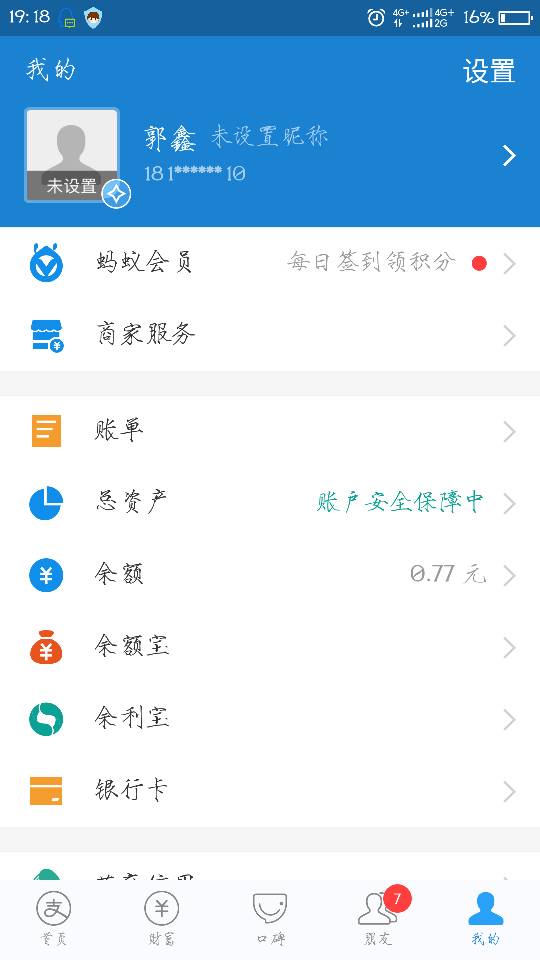 19:18
4G+ 4G+ 2G 16%
我的 设置
郭鑫 未设置昵称
未设置
181******10
蚂蚁会员 每日签到领积分
商家服务
账单
总资产 账户安全保障中
余额 0.77 元
余额宝
余利宝
银行卡
7
首页 财富 口碑 朋友 我的